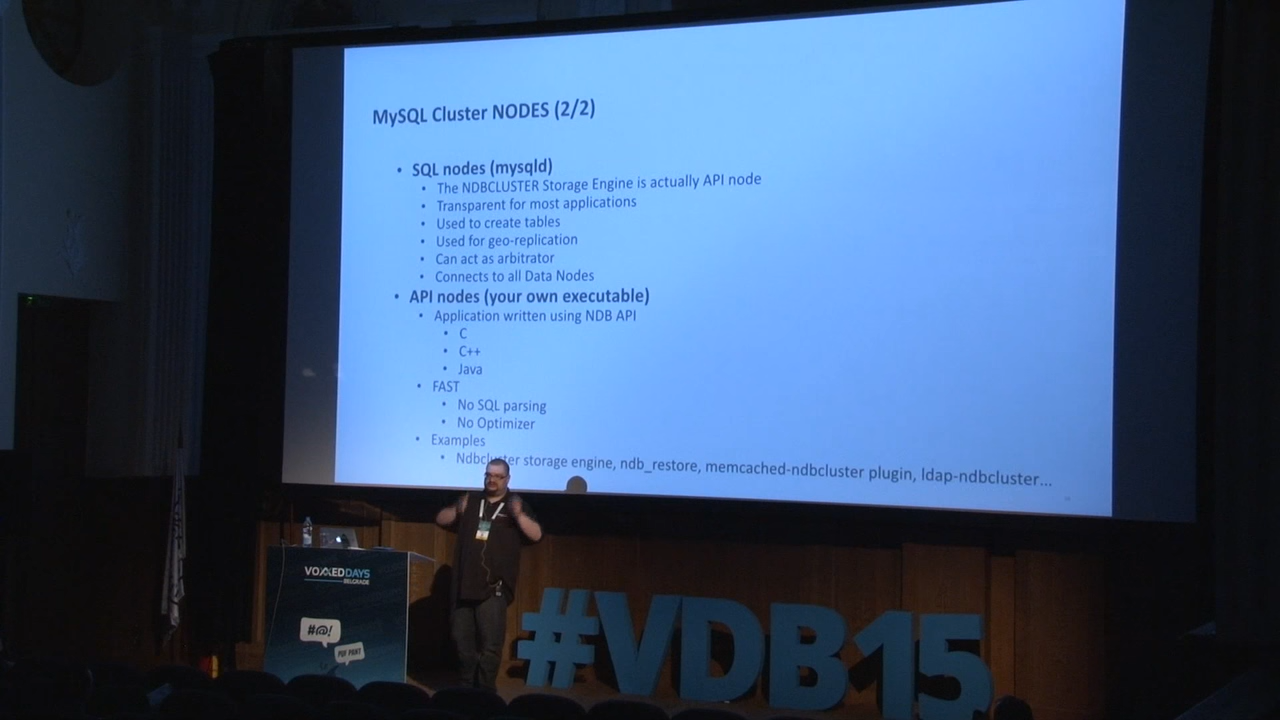 MySQL Cluster NODES (2/2)
• SQL nodes (mysqld)
• The NDBCLUSTER Storage Engine is actually API node
• Transparent for most applications
• Used to create tables
• Used for geo-replication
• Can act as arbitrator
• Connects to all Data Nodes
• API nodes (your own executable)
• Application written using NDB API
• C
• C++
• Java
• FAST
• No SQL parsing
• No Optimizer
• Examples
• Ndbcluster storage engine, ndb_restore, memcached-ndbcluster plugin, ldap-ndbcluster...
VOXXEDDAYS
BELGRADE
#@!
#VDB15